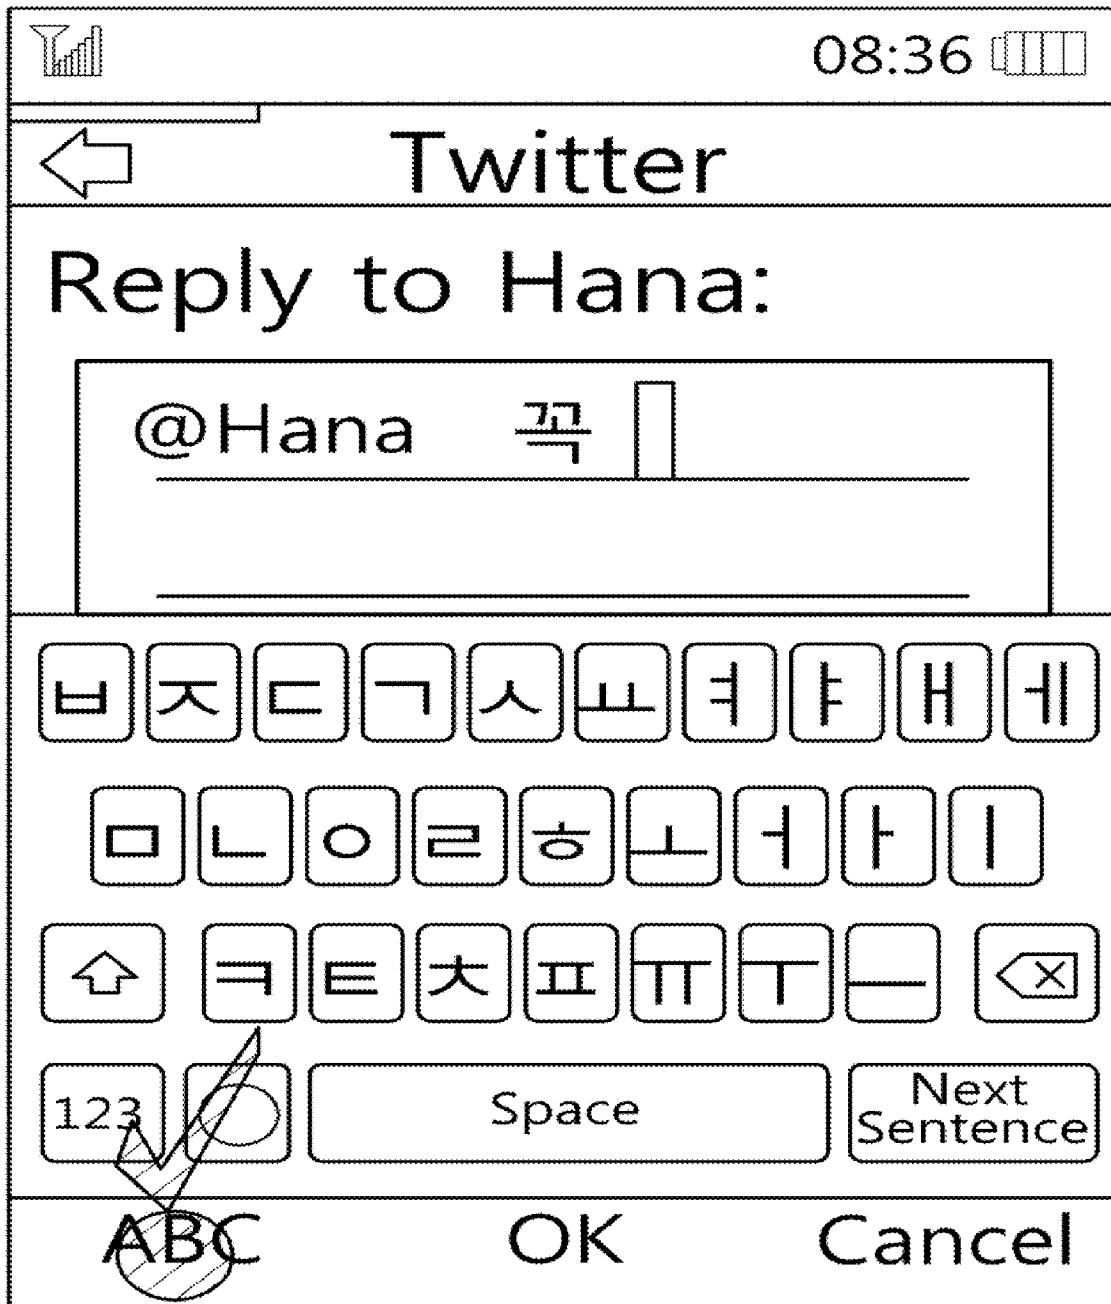 08:36
Twitter
Reply to Hana:
@Hana 꼭
ㅂ ㅈ ㄷ ㄱ ㅅ ㅛ ㅕ ㅑ ㅐ ㅔ
ㅁ ㄴ ㅇ ㄹ ㅎ ㅗ ㅓ ㅏ ㅣ
ㅋ ㅌ ㅊ ㅍ ㅠ ㅜ ㅡ
123 Space Next Sentence
ABC OK Cancel